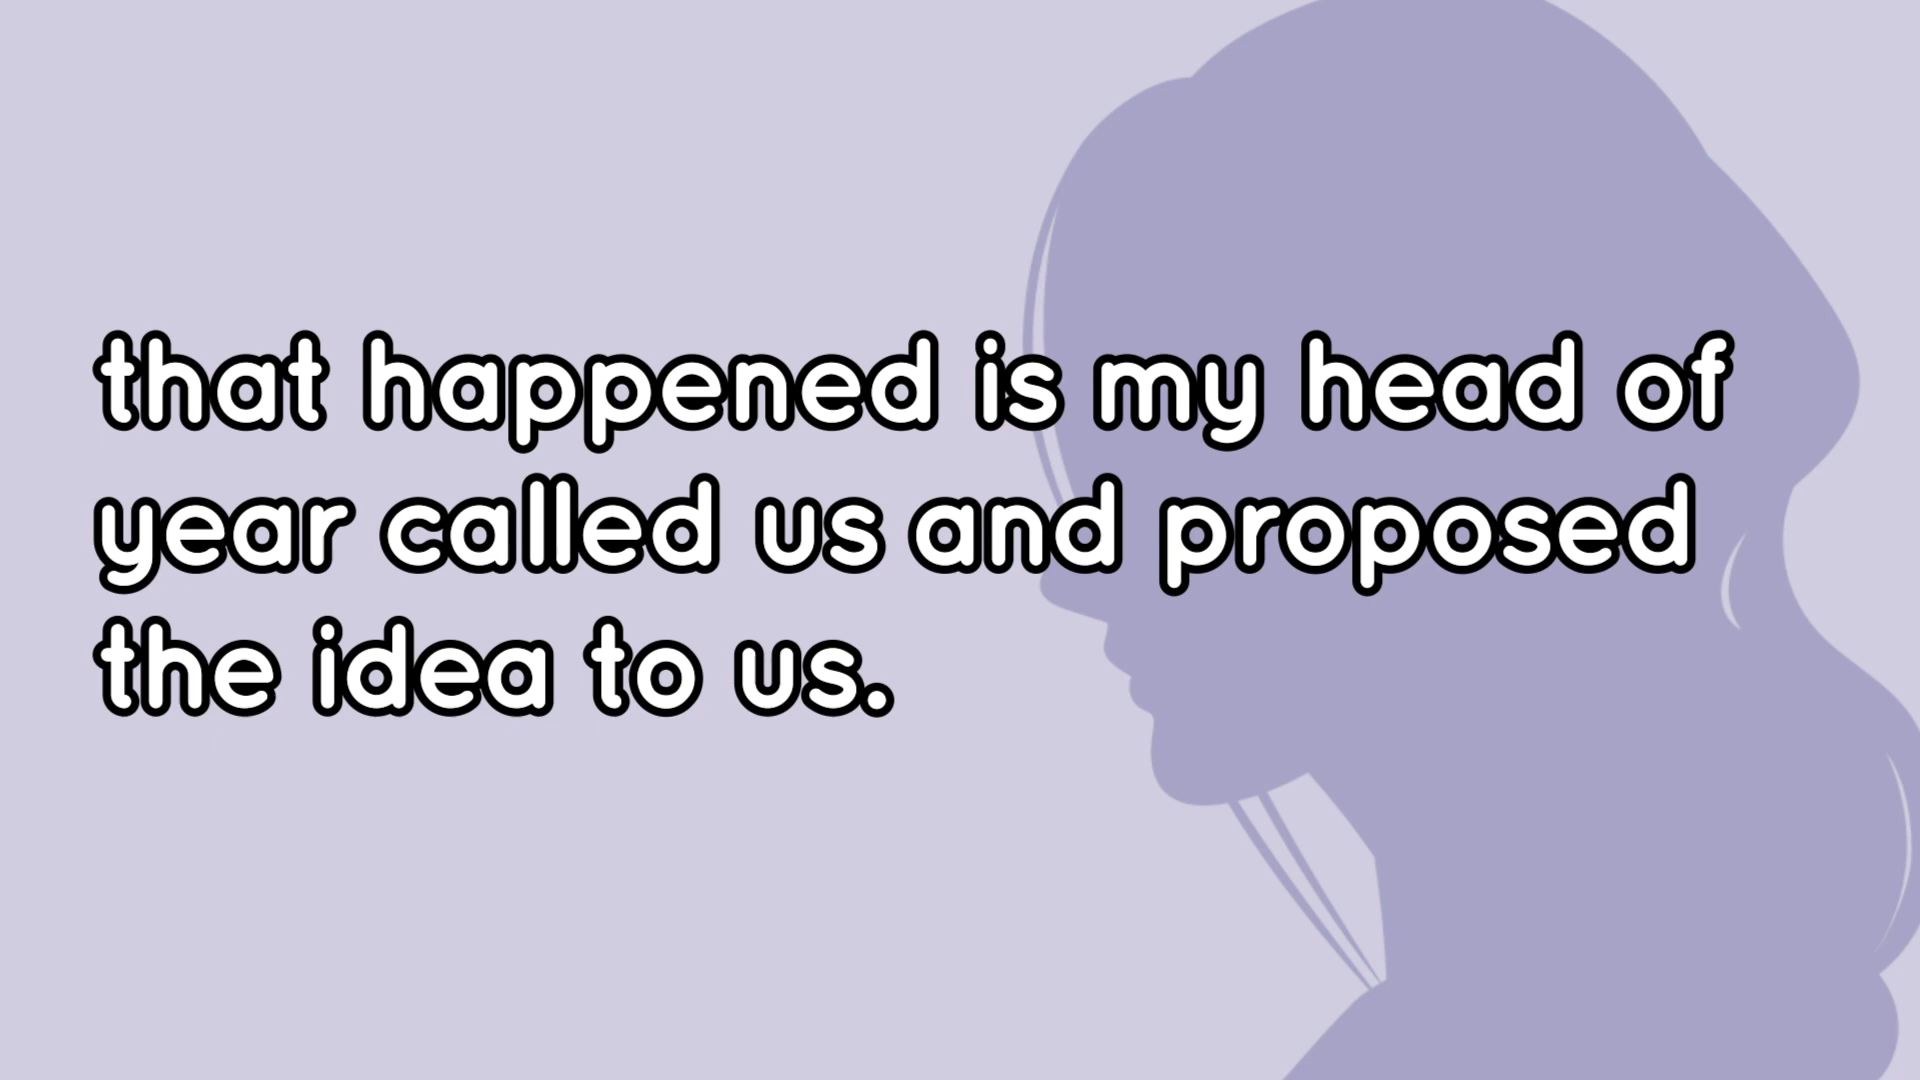 that happened is my head of
year called us and proposed
the idea to us.